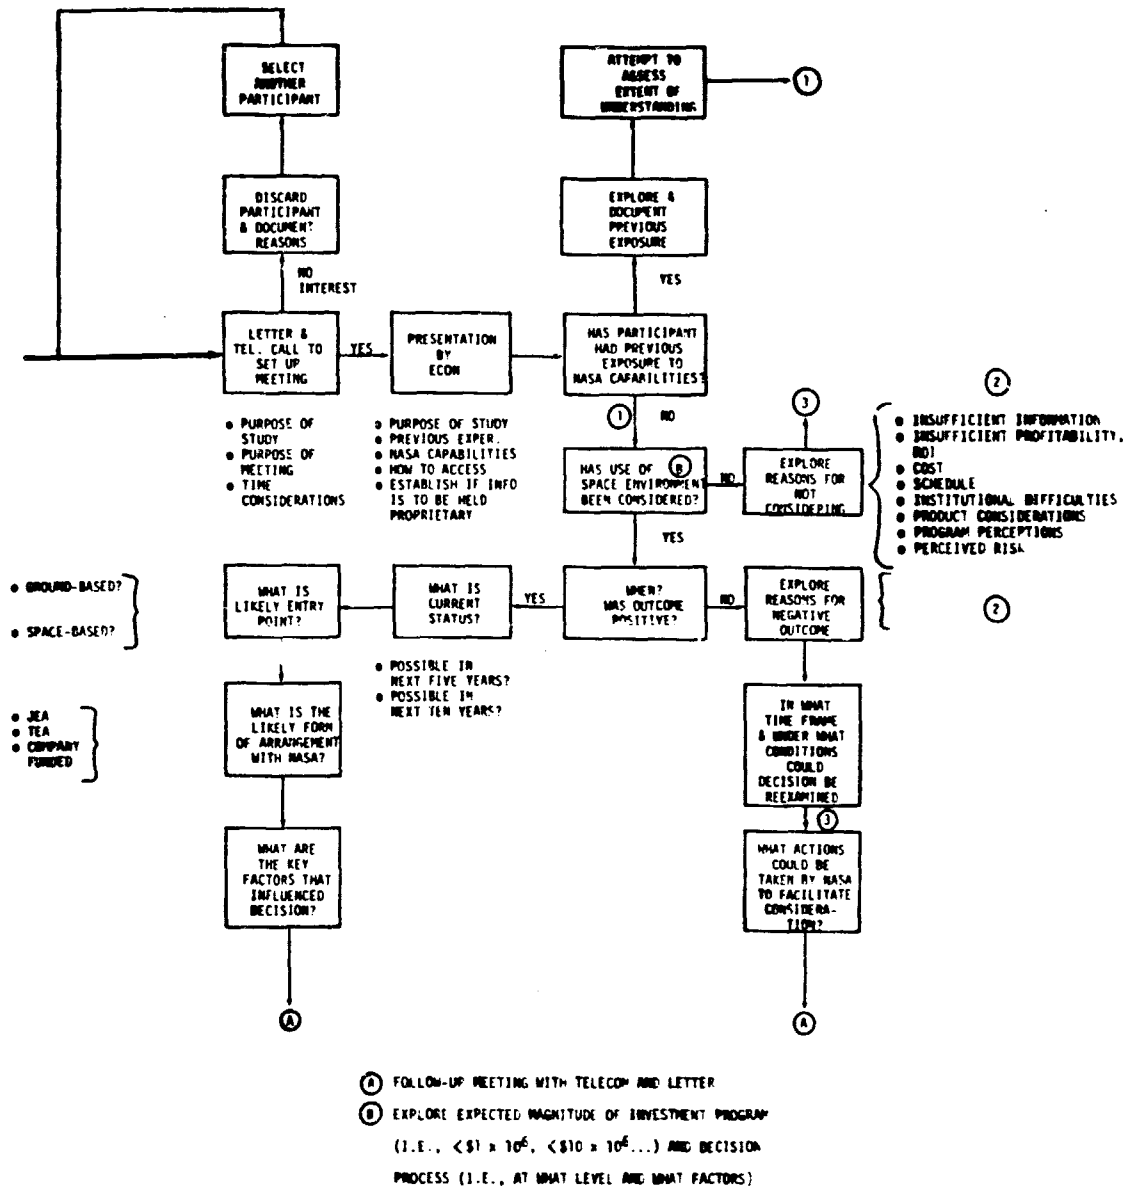 SELECT
ANOTHER
PARTICIPANT
ATTEMPT TO
ASSESS
EXTENT OF
UNDERSTANDING
1
DISCARD
PARTICIPANT
& DOCUMENT
REASONS
EXPLORE &
DOCUMENT
PREVIOUS
EXPOSURE
NO
INTEREST
YES
LETTER &
TEL. CALL TO
SET UP
MEETING
YES
PRESENTATION
BY
ECON
HAS PARTICIPANT
HAD PREVIOUS
EXPOSURE TO
NASA CAPABILITIES?
1
NO
3
2
● PURPOSE OF
STUDY
● PURPOSE OF
MEETING
● TIME
CONSIDERATIONS
● PURPOSE OF STUDY
● PREVIOUS EXPER.
● NASA CAPABILITIES
● HOW TO ACCESS
● ESTABLISH IF INFO
IS TO BE HELD
PROPRIETARY
HAS USE OF B
SPACE ENVIRONMENT
BEEN CONSIDERED?
NO
EXPLORE
REASONS FOR
NOT
CONSIDERING
● INSUFFICIENT INFORMATION
● INSUFFICIENT PROFITABILITY,
ROI
● COST
● SCHEDULE
● INSTITUTIONAL DIFFICULTIES
● PRODUCT CONSIDERATIONS
● PROGRAM PERCEPTIONS
● PERCEIVED RISK
YES
● GROUND-BASED?
● SPACE-BASED?
WHAT IS
LIKELY ENTRY
POINT?
WHAT IS
CURRENT
STATUS?
YES
WHEN?
WAS OUTCOME
POSITIVE?
NO
EXPLORE
REASONS FOR
NEGATIVE
OUTCOME
2
● POSSIBLE IN
NEXT FIVE YEARS?
● POSSIBLE IN
NEXT TEN YEARS?
● JEA
● TEA
● COMPANY
FUNDED
WHAT IS THE
LIKELY FORM
OF ARRANGEMENT
WITH NASA?
IN WHAT
TIME FRAME
& UNDER WHAT
CONDITIONS
COULD
DECISION BE
REEXAMINED
3
WHAT ARE
THE KEY
FACTORS THAT
INFLUENCED
DECISION?
WHAT ACTIONS
COULD BE
TAKEN BY NASA
TO FACILITATE
CONSIDERA-
TION?
A
A
A FOLLOW-UP MEETING WITH TELECOM AND LETTER
B EXPLORE EXPECTED MAGNITUDE OF INVESTMENT PROGRAM
(I.E., <$1 x 10⁶, <$10 x 10⁶...) AND DECISION
PROCESS (I.E., AT WHAT LEVEL AND WHAT FACTORS)